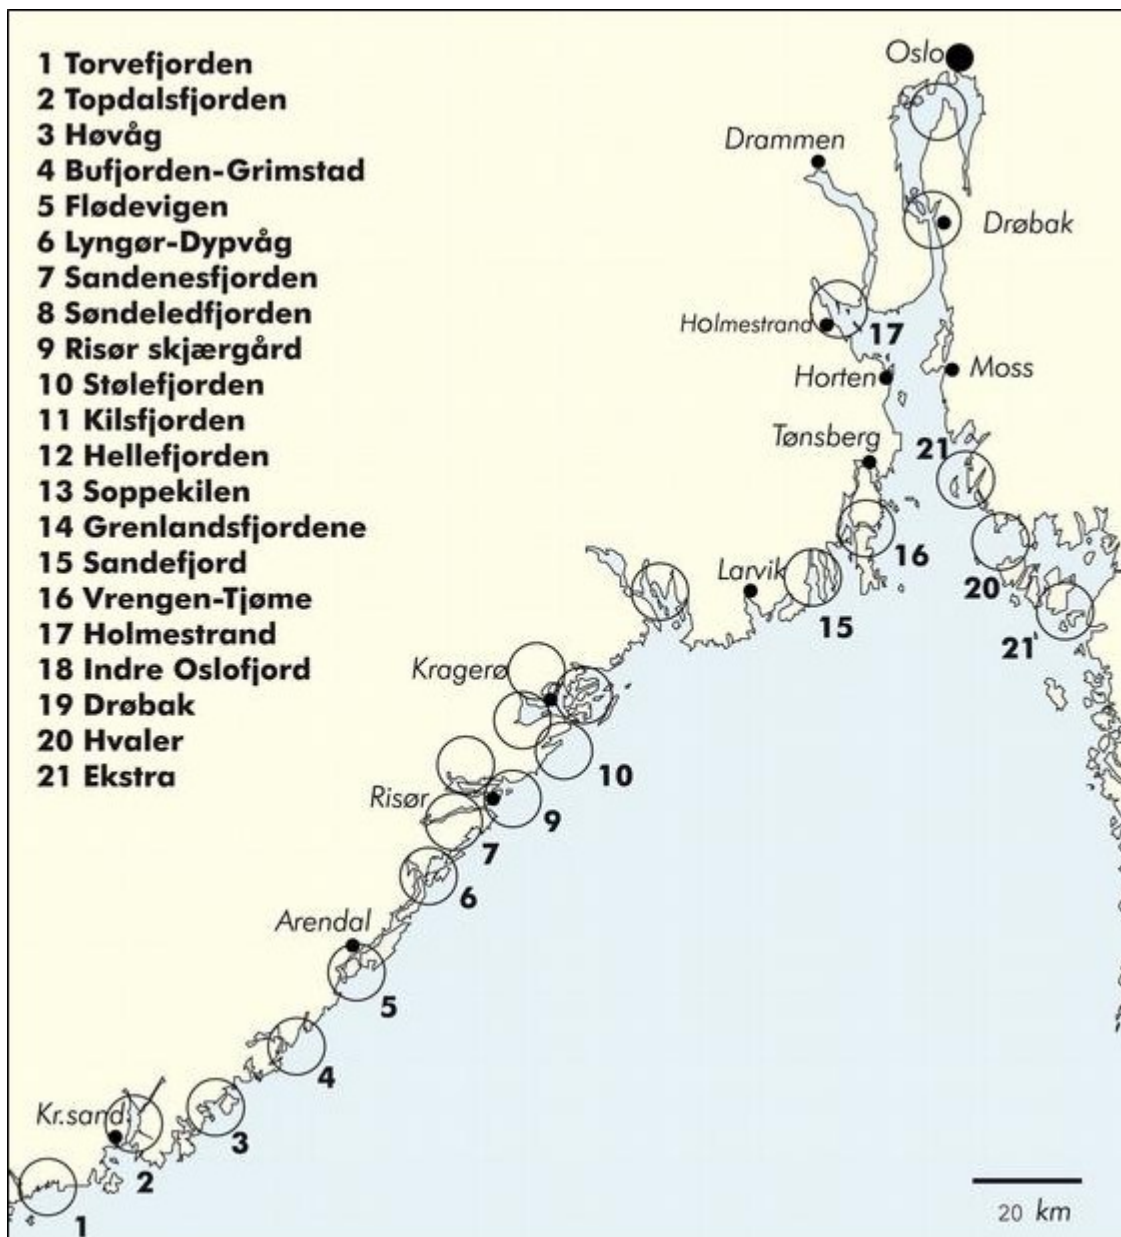 1 Torvefjorden
2 Topdalsfjorden
3 Høvåg
4 Bufjorden-Grimstad
5 Flødevigen
6 Lyngør-Dypvåg
7 Sandenesfjorden
8 Søndeledfjorden
9 Risør skjærgård
10 Stølefjorden
11 Kilsfjorden
12 Hellefjorden
13 Soppekilen
14 Grenlandsfjordene
15 Sandefjord
16 Vrengen-Tjøme
17 Holmestrand
18 Indre Oslofjord
19 Drøbak
20 Hvaler
21 Ekstra
Oslo
Drammen
Drøbak
Holmestrand
17
Horten
Moss
Tønsberg
21
Larvik
16
20
15
21
Kragerø
10
Risør
9
7
6
Arendal
5
4
Kr.sand
3
2
1
20 km